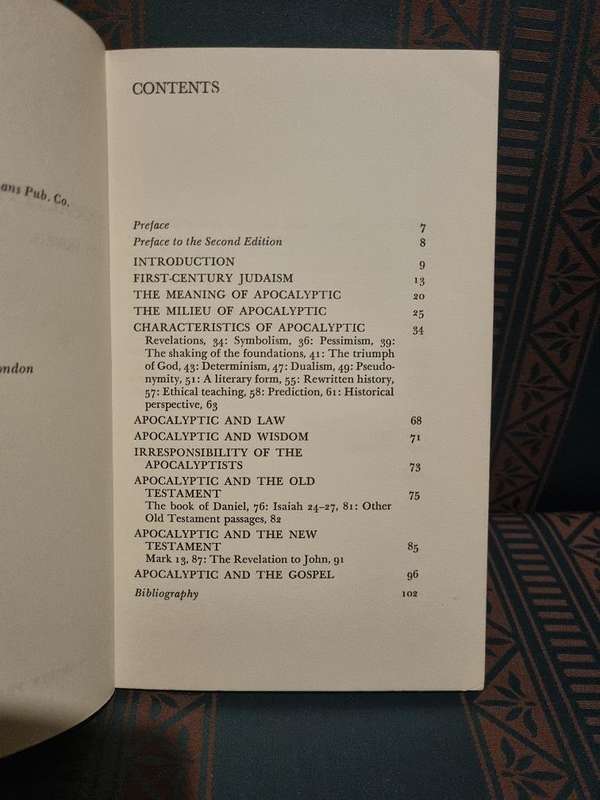 ans Pub. Co.
ondon
CONTENTS
Preface 7
Preface to the Second Edition 8
INTRODUCTION 9
FIRST-CENTURY JUDAISM 13
THE MEANING OF APOCALYPTIC 20
THE MILIEU OF APOCALYPTIC 25
CHARACTERISTICS OF APOCALYPTIC 34
Revelations, 34: Symbolism, 36: Pessimism, 39:
The shaking of the foundations, 41: The triumph
of God, 43: Determinism, 47: Dualism, 49: Pseudo-
nymity, 51: A literary form, 55: Rewritten history,
57: Ethical teaching, 58: Prediction, 61: Historical
perspective, 63
APOCALYPTIC AND LAW 68
APOCALYPTIC AND WISDOM 71
IRRESPONSIBILITY OF THE
APOCALYPTISTS 73
APOCALYPTIC AND THE OLD
TESTAMENT 75
The book of Daniel, 76: Isaiah 24–27, 81: Other
Old Testament passages, 82
APOCALYPTIC AND THE NEW
TESTAMENT 85
Mark 13, 87: The Revelation to John, 91
APOCALYPTIC AND THE GOSPEL 96
Bibliography 102